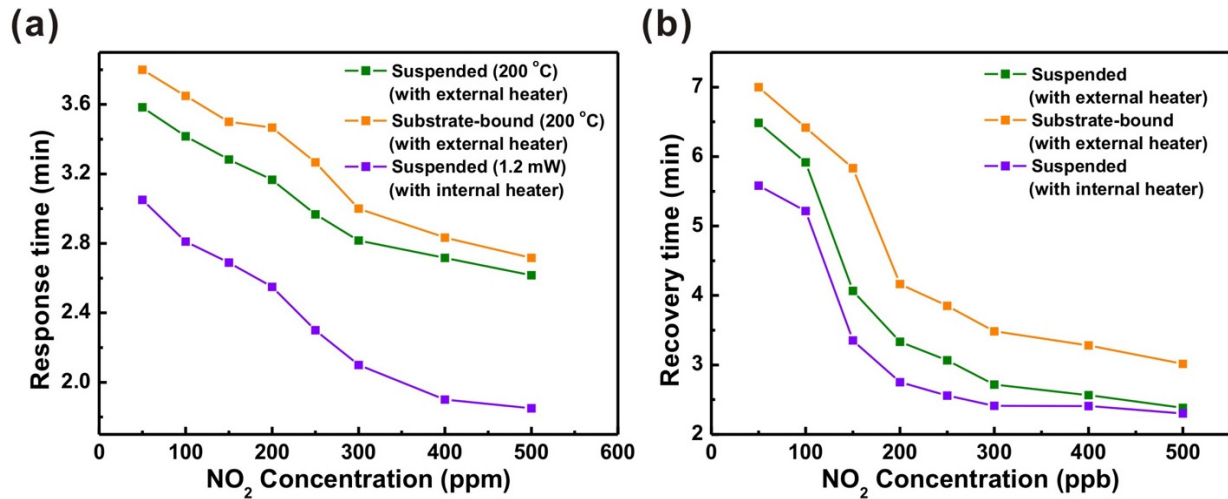 (a)
Response time (min)
3.6
3.2
2.8
2.4
2.0
0 100 200 300 400 500 600
NO2 Concentration (ppm)
Suspended (200 °C)
(with external heater)
Substrate-bound (200 °C)
(with external heater)
Suspended (1.2 mW)
(with internal heater)
(b)
Recovery time (min)
7
6
5
4
3
2
0 100 200 300 400 500
NO2 Concentration (ppb)
Suspended
(with external heater)
Substrate-bound
(with external heater)
Suspended
(with internal heater)